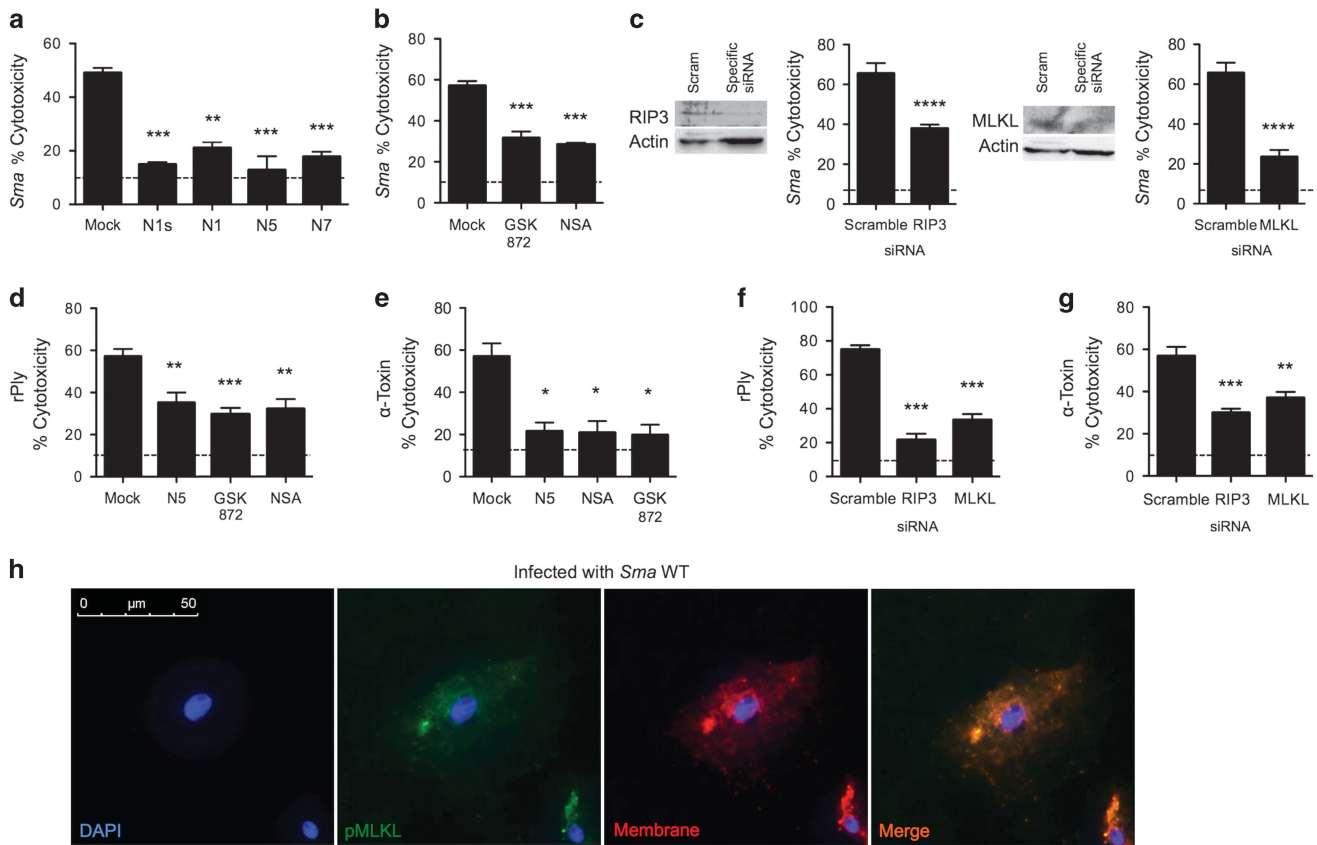 a
Sma % Cytotoxicity
60
40
20
0
***
**
***
***
Mock N1s N1 N5 N7
b
Sma % Cytotoxicity
80
60
40
20
0
***
***
Mock GSK 872 NSA
c
Scram
Specific siRNA
RIP3
Actin
Sma % Cytotoxicity
80
60
40
20
0
****
Scramble RIP3
siRNA
Scram
Specific siRNA
MLKL
Actin
Sma % Cytotoxicity
80
60
40
20
0
****
Scramble MLKL
siRNA
d
rPly
% Cytotoxicity
80
60
40
20
0
**
***
**
Mock N5 GSK 872 NSA
e
α-Toxin
% Cytotoxicity
80
60
40
20
0
*
*
*
Mock N5 NSA GSK 872
f
rPly
% Cytotoxicity
100
80
60
40
20
0
***
***
Scramble RIP3 MLKL
siRNA
g
α-Toxin
% Cytotoxicity
80
60
40
20
0
***
**
Scramble RIP3 MLKL
siRNA
h
Infected with Sma WT
0 µm 50
DAPI
pMLKL
Membrane
Merge